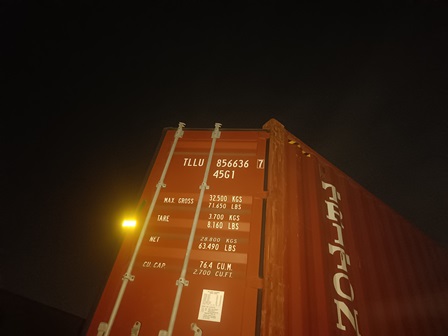 TLLU 856636 7
45G1
MAX GROSS 32.500 KGS
71.650 LBS
TARE 3.700 KGS
8.160 LBS
NET 28.800 KGS
63.490 LBS
CU.CAP. 76.4 CU.M.
2.700 CU.FT.
TRITON